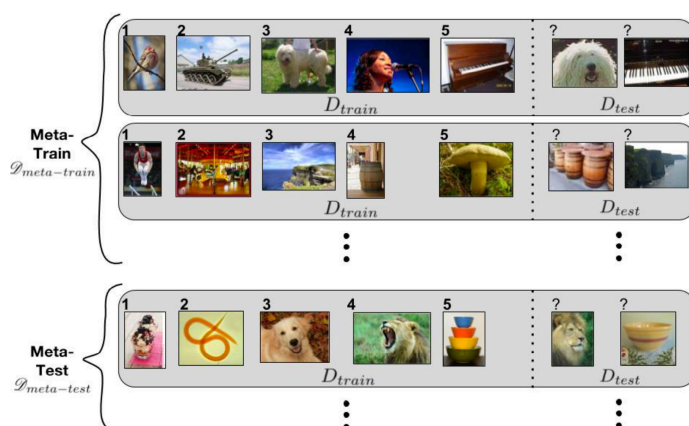 1 2 3 4 5 ? ?
D_train D_test
Meta-
Train
𝒟_meta−train
1 2 3 4 5 ? ?
D_train D_test
1 2 3 4 5 ? ?
Meta-
Test
𝒟_meta−test
D_train D_test